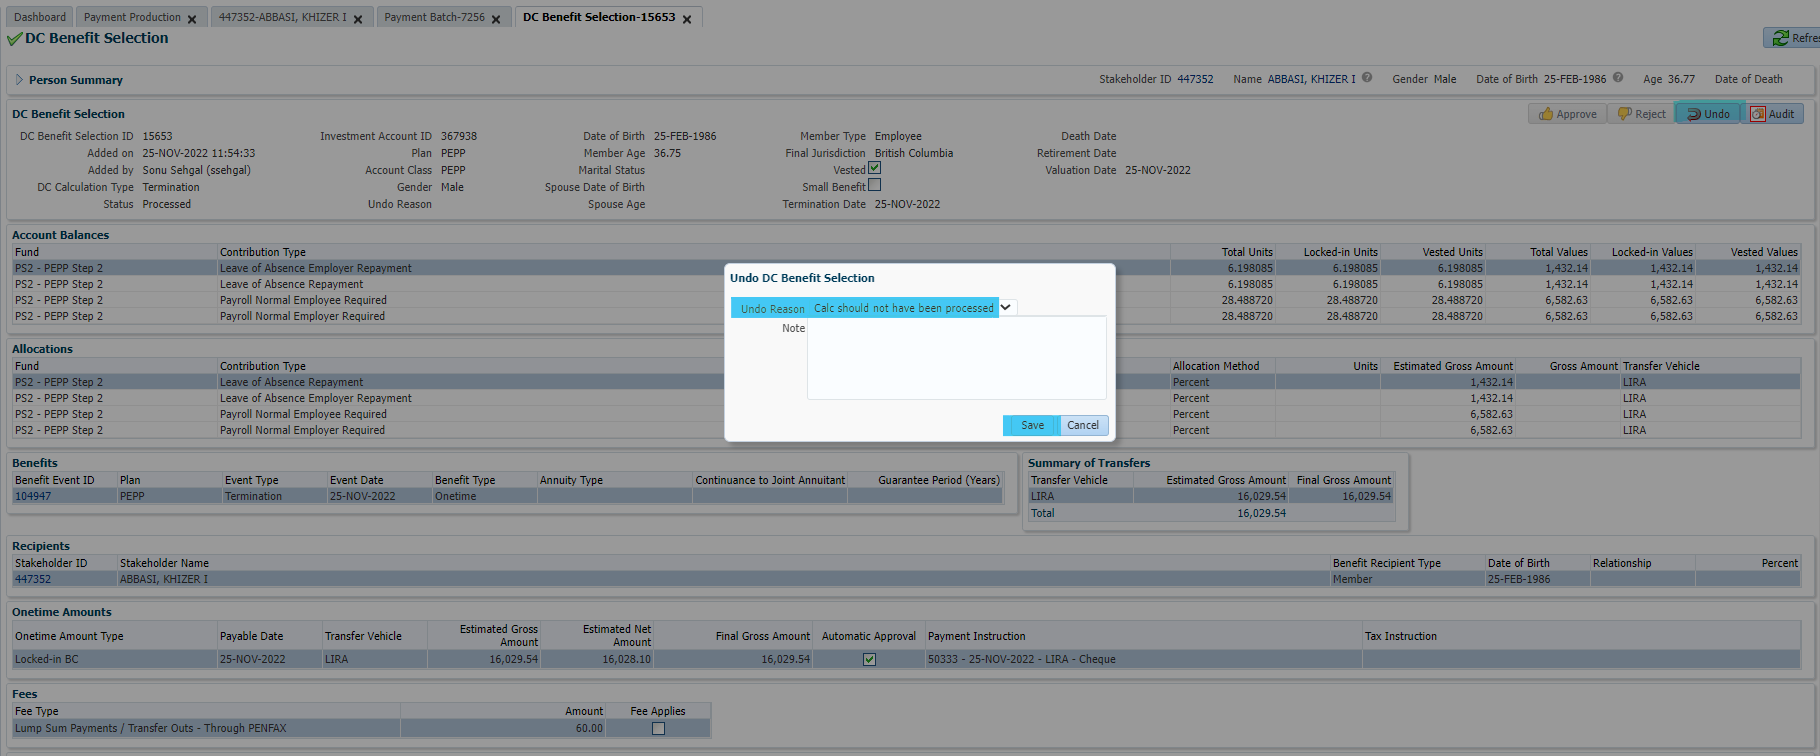 Dashboard Payment Production 447352-ABBASI, KHIZER I Payment Batch-7256 DC Benefit Selection-15653
DC Benefit Selection Refre
Person Summary Stakeholder ID 447352 Name ABBASI, KHIZER I Gender Male Date of Birth 25-FEB-1986 Age 36.77 Date of Death
DC Benefit Selection Approve Reject Undo Audit
DC Benefit Selection ID 15653 Investment Account ID 367938 Date of Birth 25-FEB-1986 Member Type Employee Death Date
Added on 25-NOV-2022 11:54:33 Plan PEPP Member Age 36.75 Final Jurisdiction British Columbia Retirement Date
Added by Sonu Sehgal (ssehgal) Account Class PEPP Marital Status Vested Valuation Date 25-NOV-2022
DC Calculation Type Termination Gender Male Spouse Date of Birth Small Benefit
Status Processed Undo Reason Spouse Age Termination Date 25-NOV-2022
Account Balances
Fund Contribution Type Total Units Locked-in Units Vested Units Total Values Locked-in Values Vested Values
PS2 - PEPP Step 2 Leave of Absence Employer Repayment 6.198085 6.198085 6.198085 1,432.14 1,432.14 1,432.14
PS2 - PEPP Step 2 Leave of Absence Repayment 6.198085 6.198085 6.198085 1,432.14 1,432.14 1,432.14
PS2 - PEPP Step 2 Payroll Normal Employee Required 28.488720 28.488720 28.488720 6,582.63 6,582.63 6,582.63
PS2 - PEPP Step 2 Payroll Normal Employer Required 28.488720 28.488720 28.488720 6,582.63 6,582.63 6,582.63
Undo DC Benefit Selection
Undo Reason Calc should not have been processed
Note
Save Cancel
Allocations
Fund Contribution Type Allocation Method Units Estimated Gross Amount Gross Amount Transfer Vehicle
PS2 - PEPP Step 2 Leave of Absence Repayment Percent 1,432.14 LIRA
PS2 - PEPP Step 2 Leave of Absence Employer Repayment Percent 1,432.14 LIRA
PS2 - PEPP Step 2 Payroll Normal Employee Required Percent 6,582.63 LIRA
PS2 - PEPP Step 2 Payroll Normal Employer Required Percent 6,582.63 LIRA
Benefits
Benefit Event ID Plan Event Type Event Date Benefit Type Annuity Type Continuance to Joint Annuitant Guarantee Period (Years)
104947 PEPP Termination 25-NOV-2022 Onetime
Summary of Transfers
Transfer Vehicle Estimated Gross Amount Final Gross Amount
LIRA 16,029.54 16,029.54
Total 16,029.54
Recipients
Stakeholder ID Stakeholder Name Benefit Recipient Type Date of Birth Relationship Percent
447352 ABBASI, KHIZER I Member 25-FEB-1986
Onetime Amounts
Onetime Amount Type Payable Date Transfer Vehicle Estimated Gross Amount Estimated Net Amount Final Gross Amount Automatic Approval Payment Instruction Tax Instruction
Locked-in BC 25-NOV-2022 LIRA 16,029.54 16,028.10 16,029.54 50333 - 25-NOV-2022 - LIRA - Cheque
Fees
Fee Type Amount Fee Applies
Lump Sum Payments / Transfer Outs - Through PENFAX 60.00